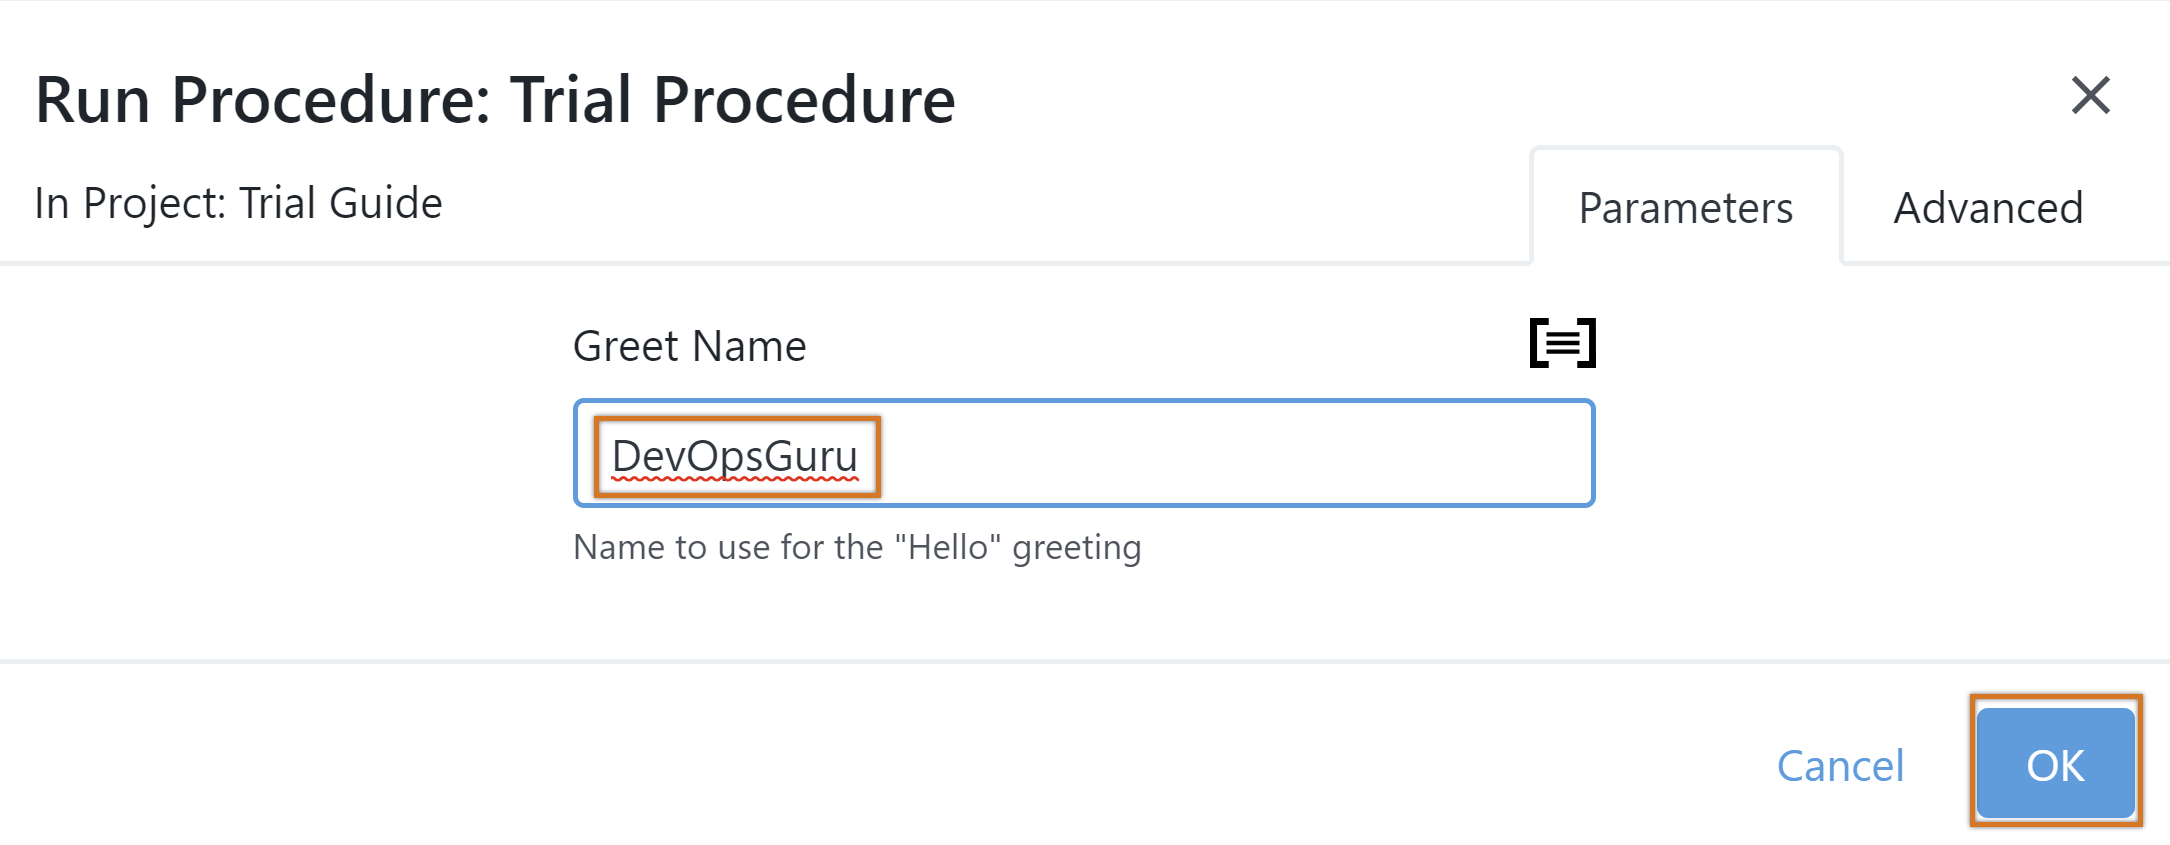 Run Procedure: Trial Procedure
In Project: Trial Guide
Parameters
Advanced
Greet Name
DevOpsGuru
Name to use for the "Hello" greeting
Cancel
OK